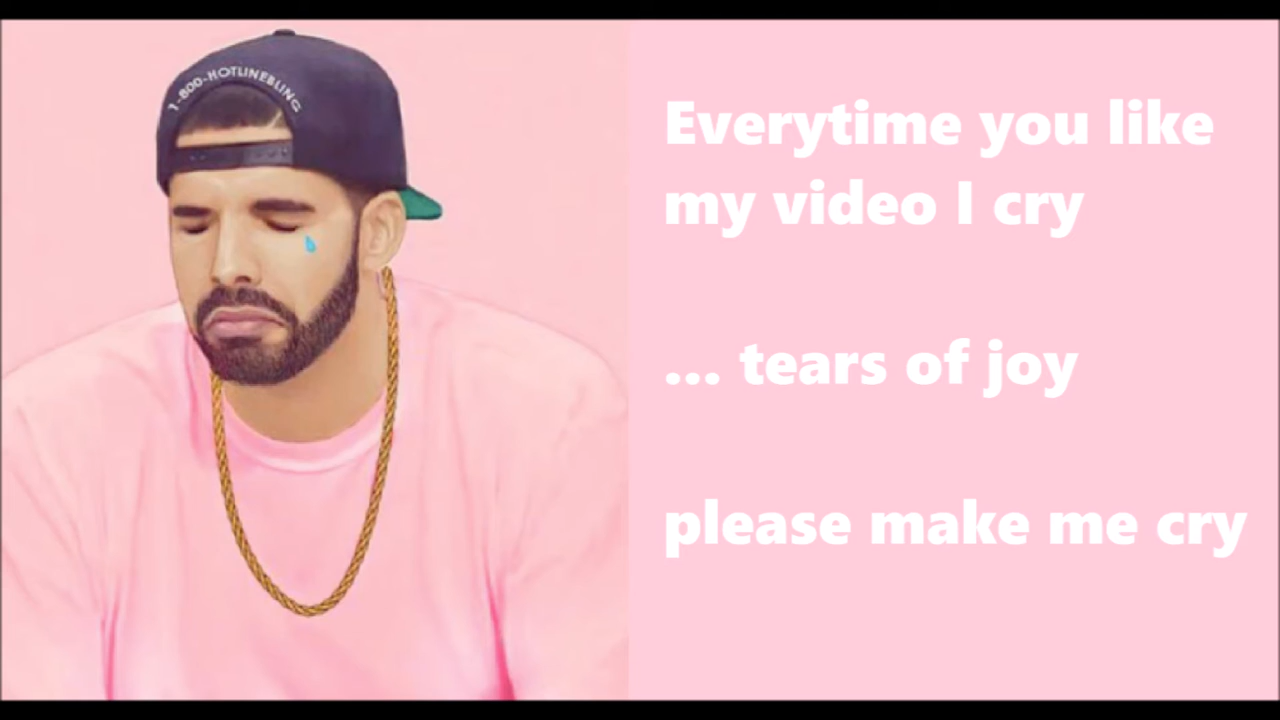 1-800-HOTLINEBLING
Everytime you like
my video I cry
... tears of joy
please make me cry